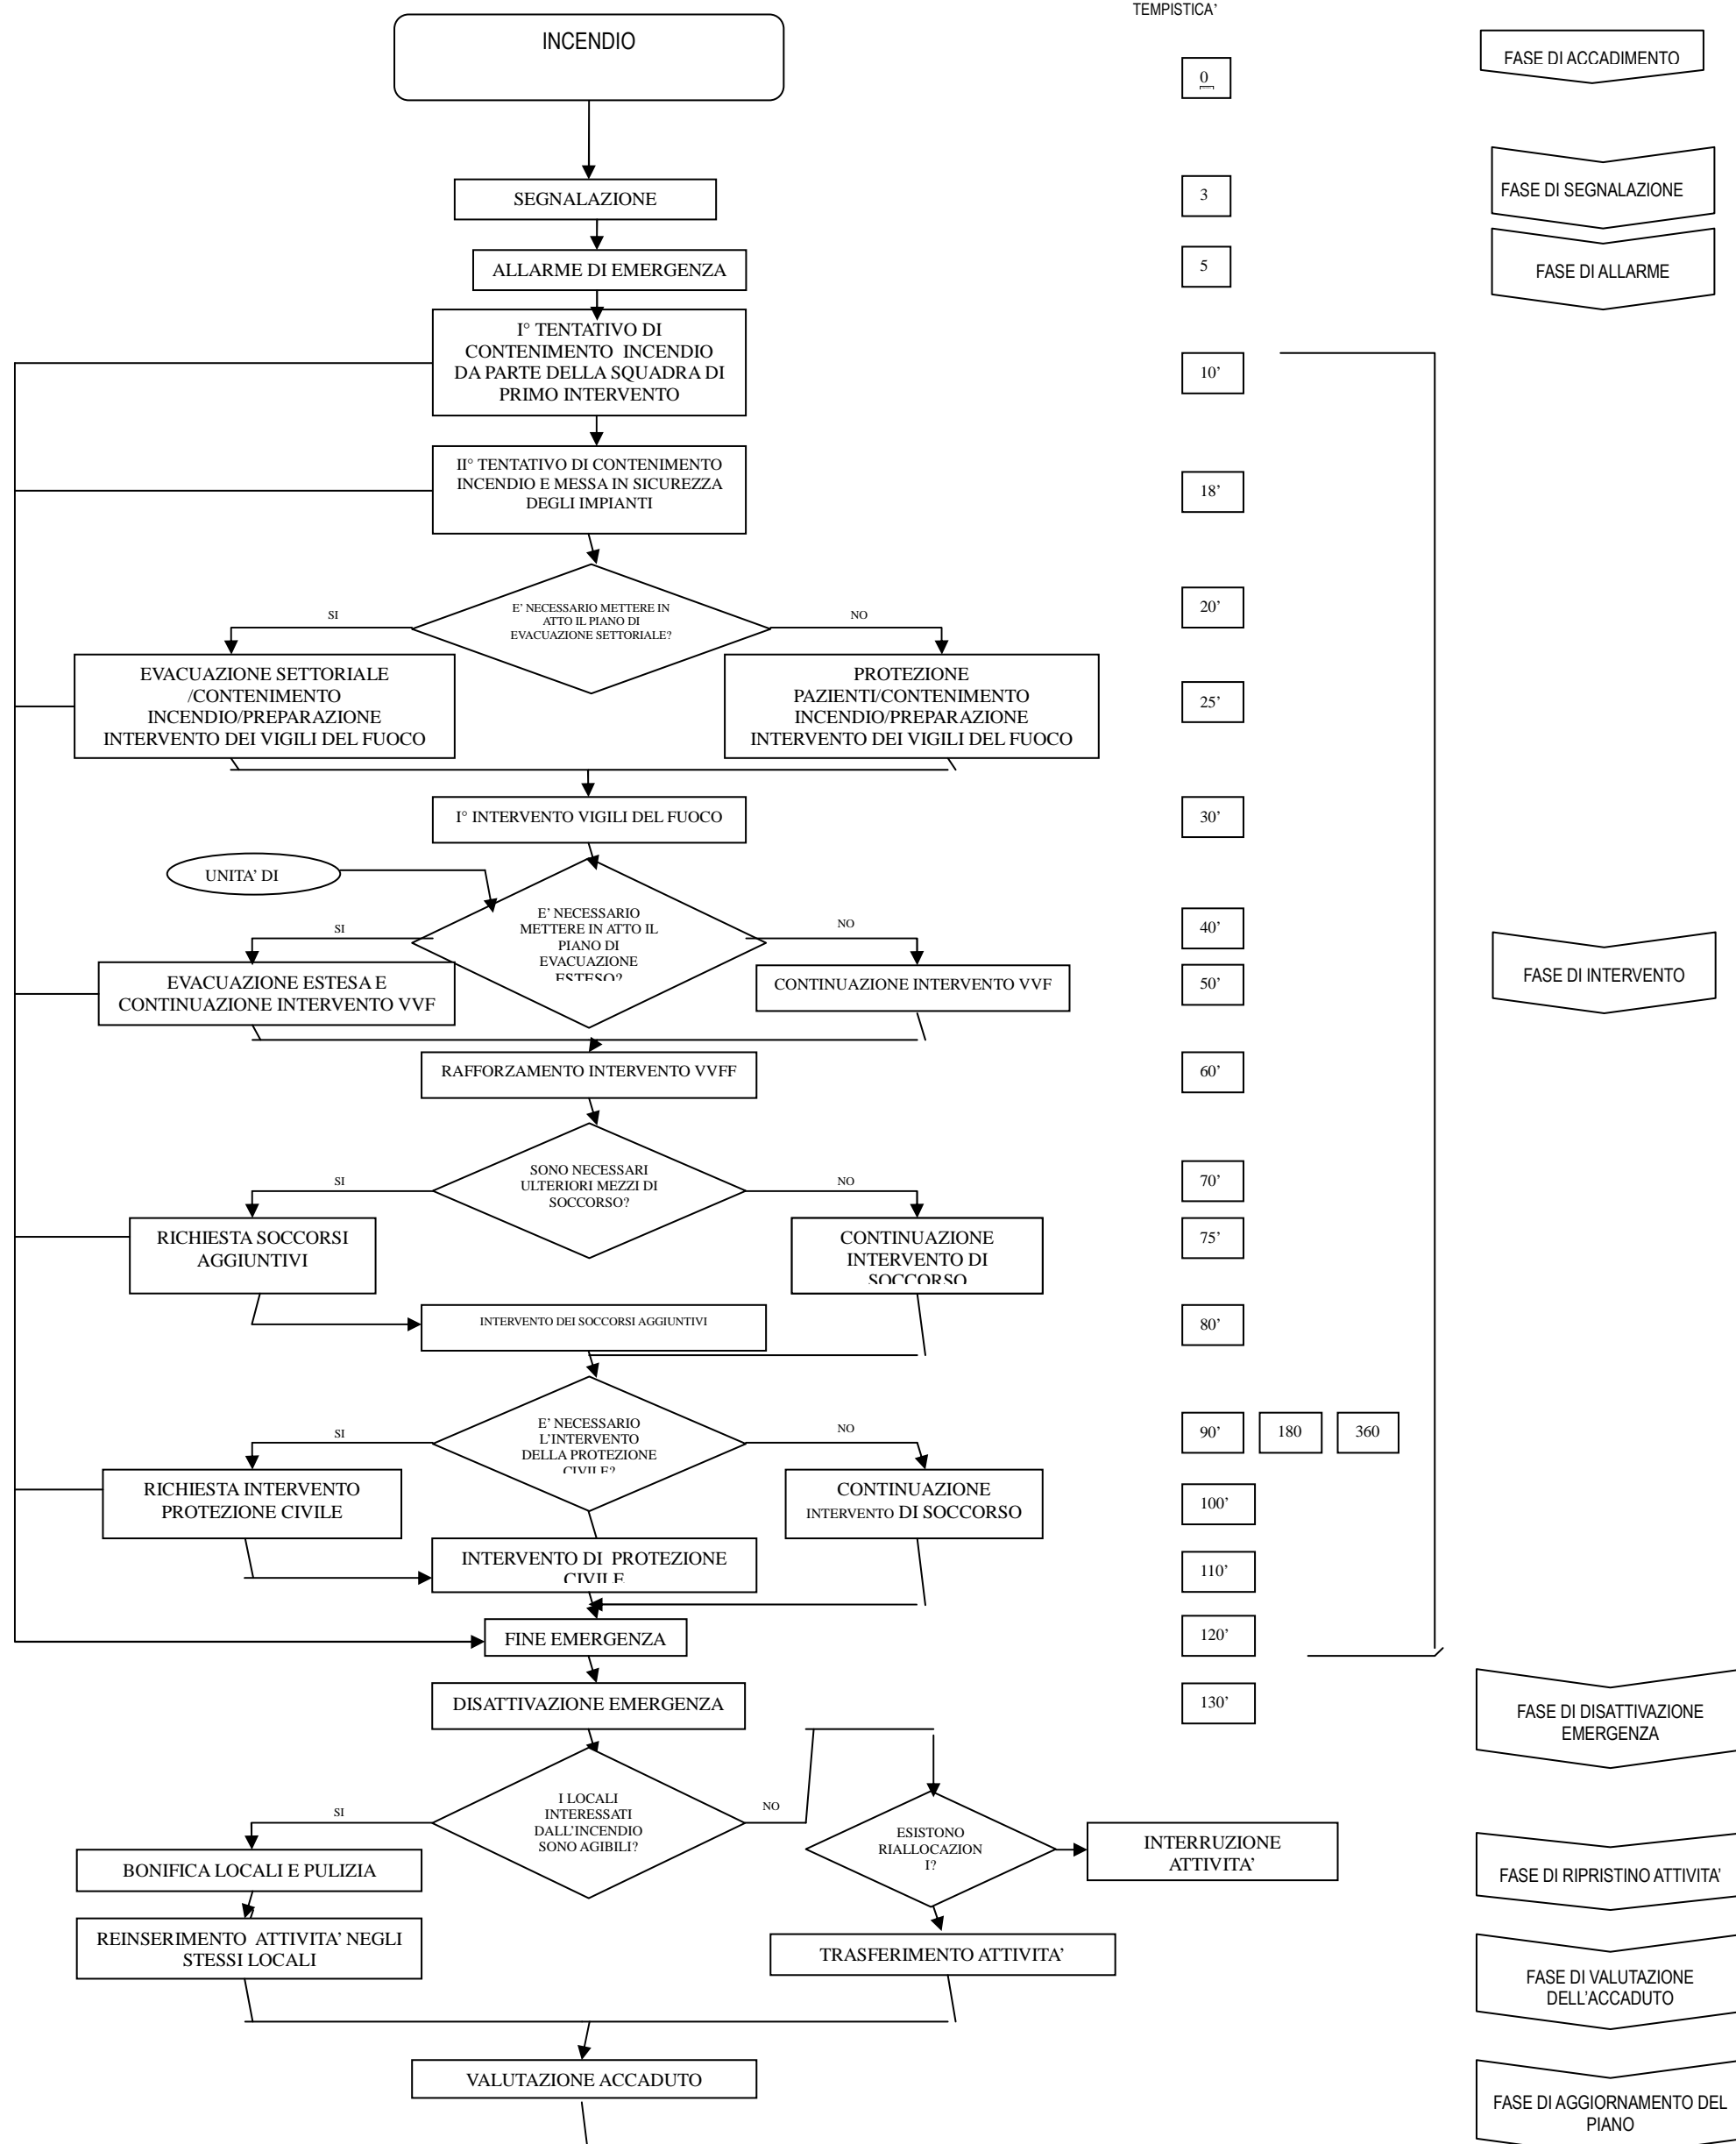 TEMPISTICA'
INCENDIO
0
FASE DI ACCADIMENTO
SEGNALAZIONE
3
FASE DI SEGNALAZIONE
ALLARME DI EMERGENZA
5
FASE DI ALLARME
I° TENTATIVO DI
CONTENIMENTO INCENDIO
DA PARTE DELLA SQUADRA DI
PRIMO INTERVENTO
10'
II° TENTATIVO DI CONTENIMENTO
INCENDIO E MESSA IN SICUREZZA
DEGLI IMPIANTI
18'
E' NECESSARIO METTERE IN
ATTO IL PIANO DI
EVACUAZIONE SETTORIALE?
SI
NO
20'
EVACUAZIONE SETTORIALE
/CONTENIMENTO
INCENDIO/PREPARAZIONE
INTERVENTO DEI VIGILI DEL FUOCO
PROTEZIONE
PAZIENTI/CONTENIMENTO
INCENDIO/PREPARAZIONE
INTERVENTO DEI VIGILI DEL FUOCO
25'
I° INTERVENTO VIGILI DEL FUOCO
30'
UNITA' DI
E' NECESSARIO
METTERE IN ATTO IL
PIANO DI
EVACUAZIONE
ESTESO?
SI
NO
40'
EVACUAZIONE ESTESA E
CONTINUAZIONE INTERVENTO VVF
CONTINUAZIONE INTERVENTO VVF
50'
FASE DI INTERVENTO
RAFFORZAMENTO INTERVENTO VVFF
60'
SONO NECESSARI
ULTERIORI MEZZI DI
SOCCORSO?
SI
NO
70'
RICHIESTA SOCCORSI
AGGIUNTIVI
CONTINUAZIONE
INTERVENTO DI
SOCCORSO
75'
INTERVENTO DEI SOCCORSI AGGIUNTIVI
80'
E' NECESSARIO
L'INTERVENTO
DELLA PROTEZIONE
CIVILE?
SI
NO
90'
180
360
RICHIESTA INTERVENTO
PROTEZIONE CIVILE
CONTINUAZIONE
INTERVENTO DI SOCCORSO
100'
INTERVENTO DI PROTEZIONE
CIVILE
110'
FINE EMERGENZA
120'
DISATTIVAZIONE EMERGENZA
130'
FASE DI DISATTIVAZIONE
EMERGENZA
I LOCALI
INTERESSATI
DALL'INCENDIO
SONO AGIBILI?
SI
NO
ESISTONO
RIALLOCAZION
I?
INTERRUZIONE
ATTIVITA'
BONIFICA LOCALI E PULIZIA
FASE DI RIPRISTINO ATTIVITA'
REINSERIMENTO ATTIVITA' NEGLI
STESSI LOCALI
TRASFERIMENTO ATTIVITA'
FASE DI VALUTAZIONE
DELL'ACCADUTO
VALUTAZIONE ACCADUTO
FASE DI AGGIORNAMENTO DEL
PIANO